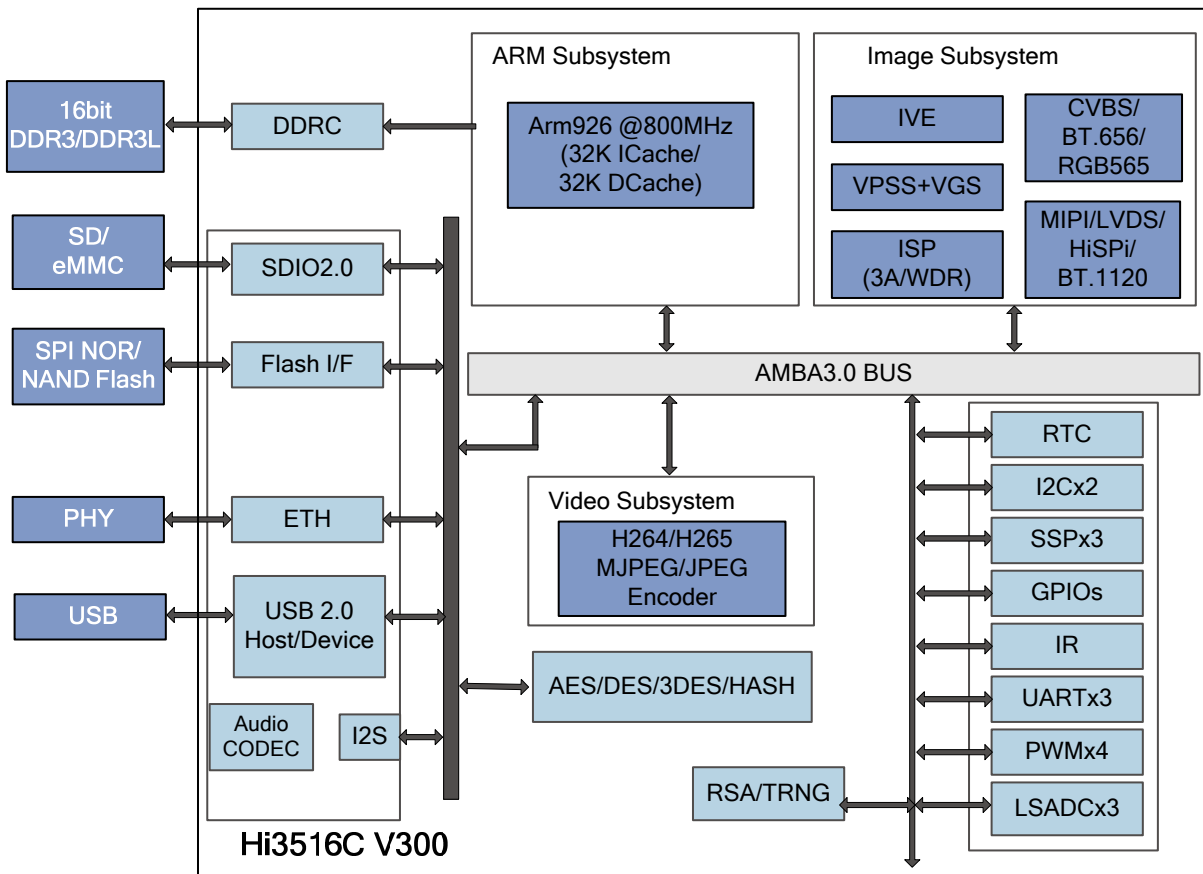 ARM Subsystem
Image Subsystem
16bit
DDR3/DDR3L
DDRC
Arm926 @800MHz
(32K ICache/
32K DCache)
IVE
CVBS/
BT.656/
RGB565
VPSS+VGS
MIPI/LVDS/
HiSPi/
BT.1120
ISP
(3A/WDR)
SD/
eMMC
SDIO2.0
SPI NOR/
NAND Flash
Flash I/F
AMBA3.0 BUS
RTC
I2Cx2
SSPx3
GPIOs
IR
UARTx3
PWMx4
LSADCx3
Video Subsystem
H264/H265
MJPEG/JPEG
Encoder
PHY
ETH
USB
USB 2.0
Host/Device
AES/DES/3DES/HASH
Audio
CODEC
I2S
RSA/TRNG
Hi3516C V300